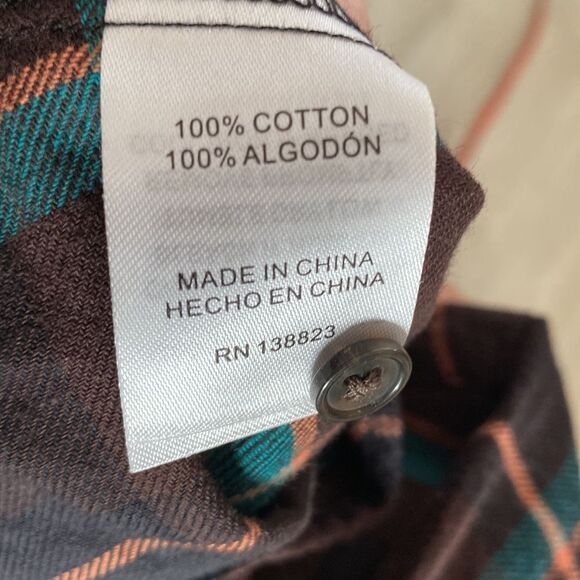 100% COTTON
100% ALGODÓN
MADE IN CHINA
HECHO EN CHINA
RN 138823